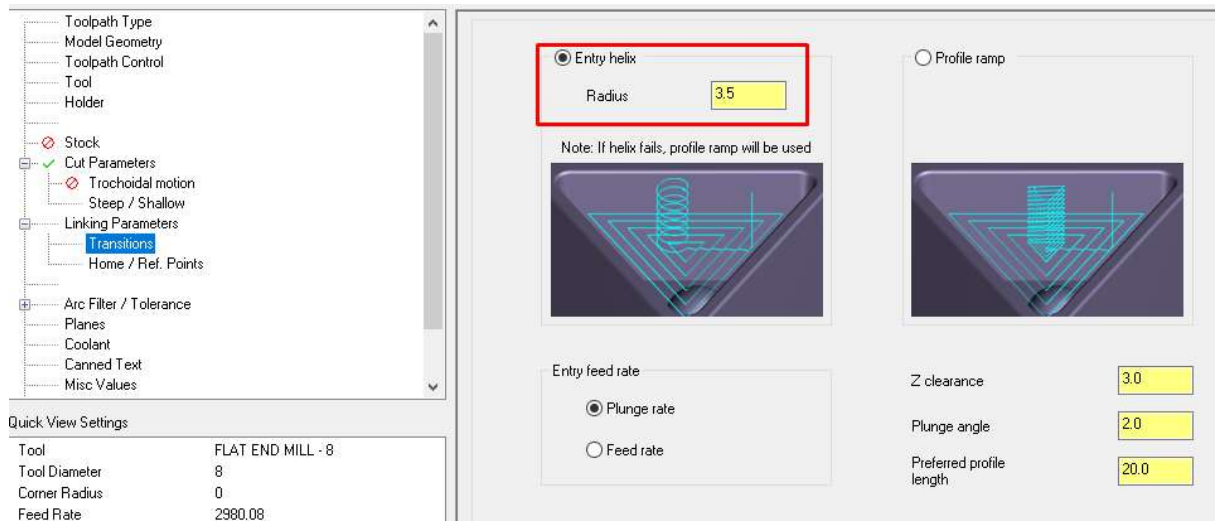 Toolpath Type
Model Geometry
Toolpath Control
Tool
Holder
Stock
Cut Parameters
Trochoidal motion
Steep / Shallow
Linking Parameters
Transitions
Home / Ref. Points
Arc Filter / Tolerance
Planes
Coolant
Canned Text
Misc Values
Quick View Settings
Tool FLAT END MILL - 8
Tool Diameter 8
Corner Radius 0
Feed Rate 2980.08
Entry helix
Radius 3.5
Note: If helix fails, profile ramp will be used
Profile ramp
Entry feed rate
Plunge rate
Feed rate
Z clearance 3.0
Plunge angle 2.0
Preferred profile
length 20.0